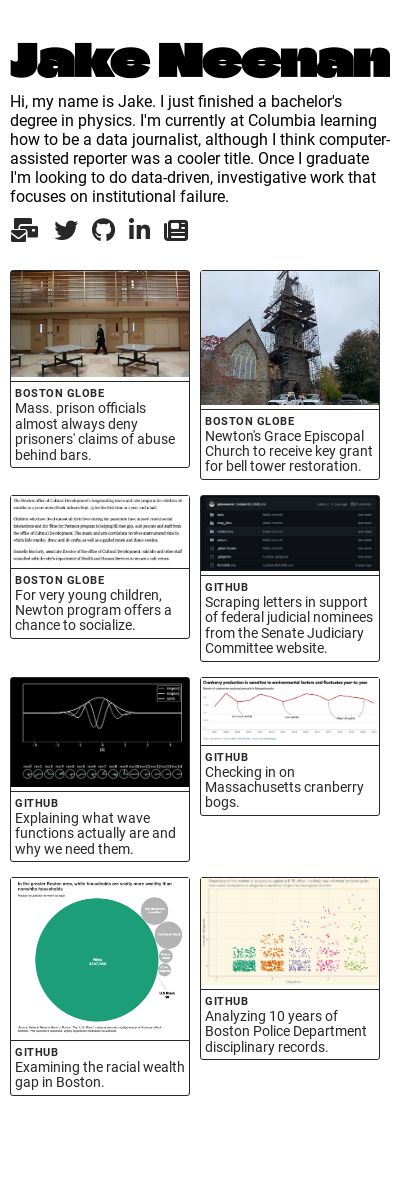 Jake Neenan
Hi, my name is Jake. I just finished a bachelor's
degree in physics. I'm currently at Columbia learning
how to be a data journalist, although I think computer-
assisted reporter was a cooler title. Once I graduate
I'm looking to do data-driven, investigative work that
focuses on institutional failure.
BOSTON GLOBE
Mass. prison officials
almost always deny
prisoners' claims of abuse
behind bars.
BOSTON GLOBE
Newton's Grace Episcopal
Church to receive key grant
for bell tower restoration.
BOSTON GLOBE
For very young children,
Newton program offers a
chance to socialize.
GITHUB
Scraping letters in support
of federal judicial nominees
from the Senate Judiciary
Committee website.
GITHUB
Explaining what wave
functions actually are and
why we need them.
Cranberry production is sensitive to environmental factors and fluctuates year-to-year
GITHUB
Checking in on
Massachusetts cranberry
bogs.
In the greater Boston area, white households are vastly more wealthy than
nonwhite households
White
$247,500
U.S Black
GITHUB
Examining the racial wealth
gap in Boston.
GITHUB
Analyzing 10 years of
Boston Police Department
disciplinary records.